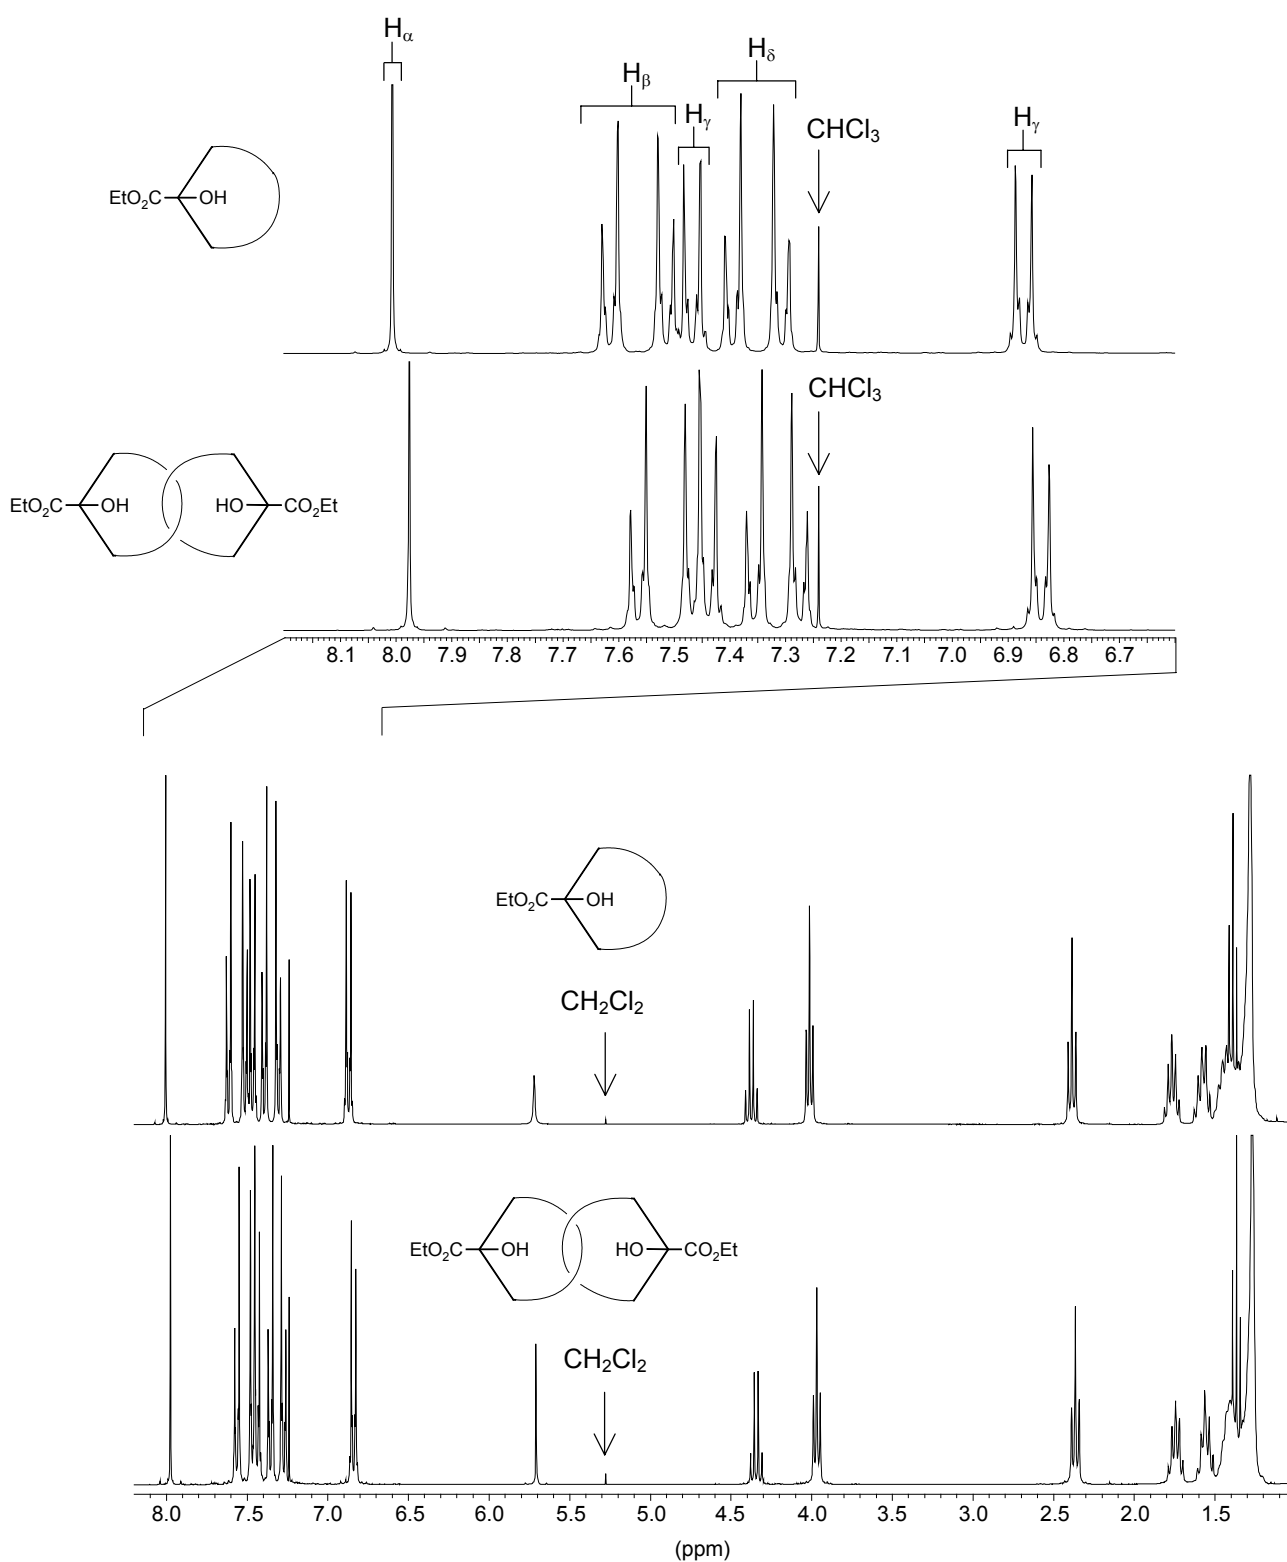 Hα
Hβ
Hγ
Hδ
CHCl₃
Hγ
EtO₂C
OH
CHCl₃
EtO₂C
OH
HO
CO₂Et
8.1 8.0 7.9 7.8 7.7 7.6 7.5 7.4 7.3 7.2 7.1 7.0 6.9 6.8 6.7
EtO₂C
OH
CH₂Cl₂
EtO₂C
OH
HO
CO₂Et
CH₂Cl₂
8.0 7.5 7.0 6.5 6.0 5.5 5.0 4.5 4.0 3.5 3.0 2.5 2.0 1.5
(ppm)